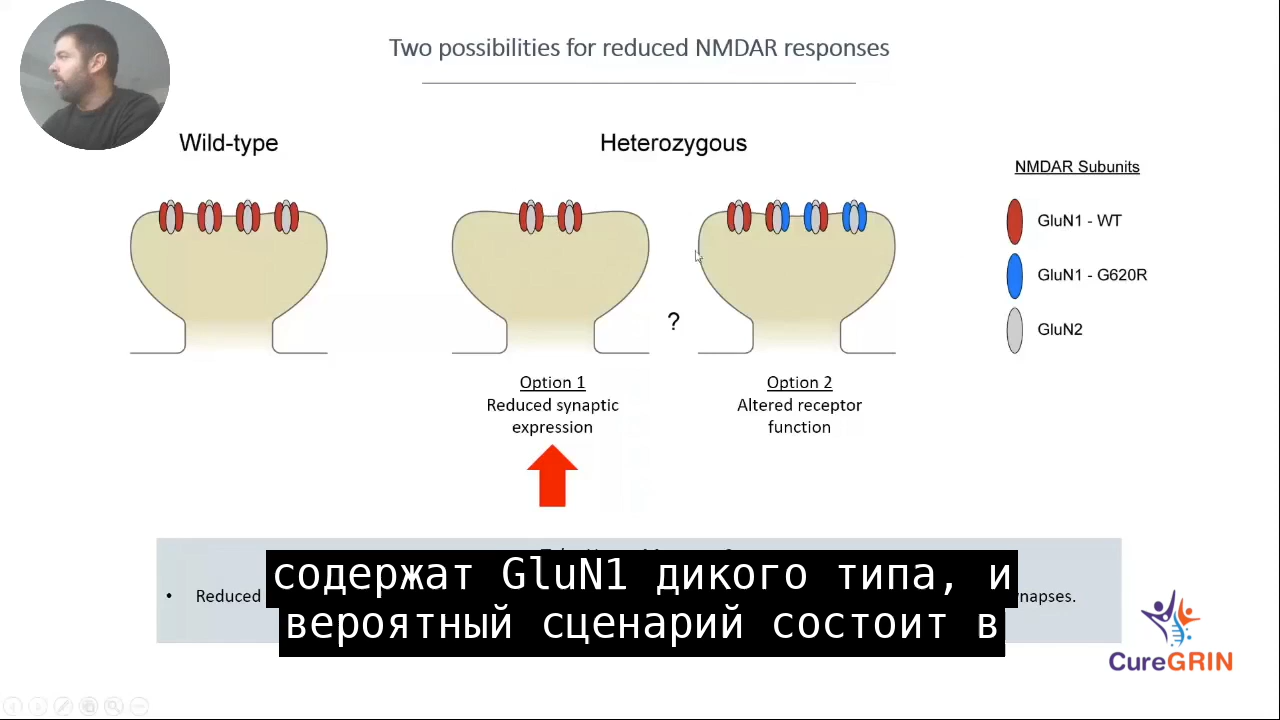 Two possibilities for reduced NMDAR responses
Wild-type
Heterozygous
NMDAR Subunits
GluN1 - WT
GluN1 - G620R
GluN2
?
Option 1
Reduced synaptic
expression
Option 2
Altered receptor
function
• Reduced
содержат GluN1 дикого типа, и
вероятный сценарий состоит в
CureGRIN